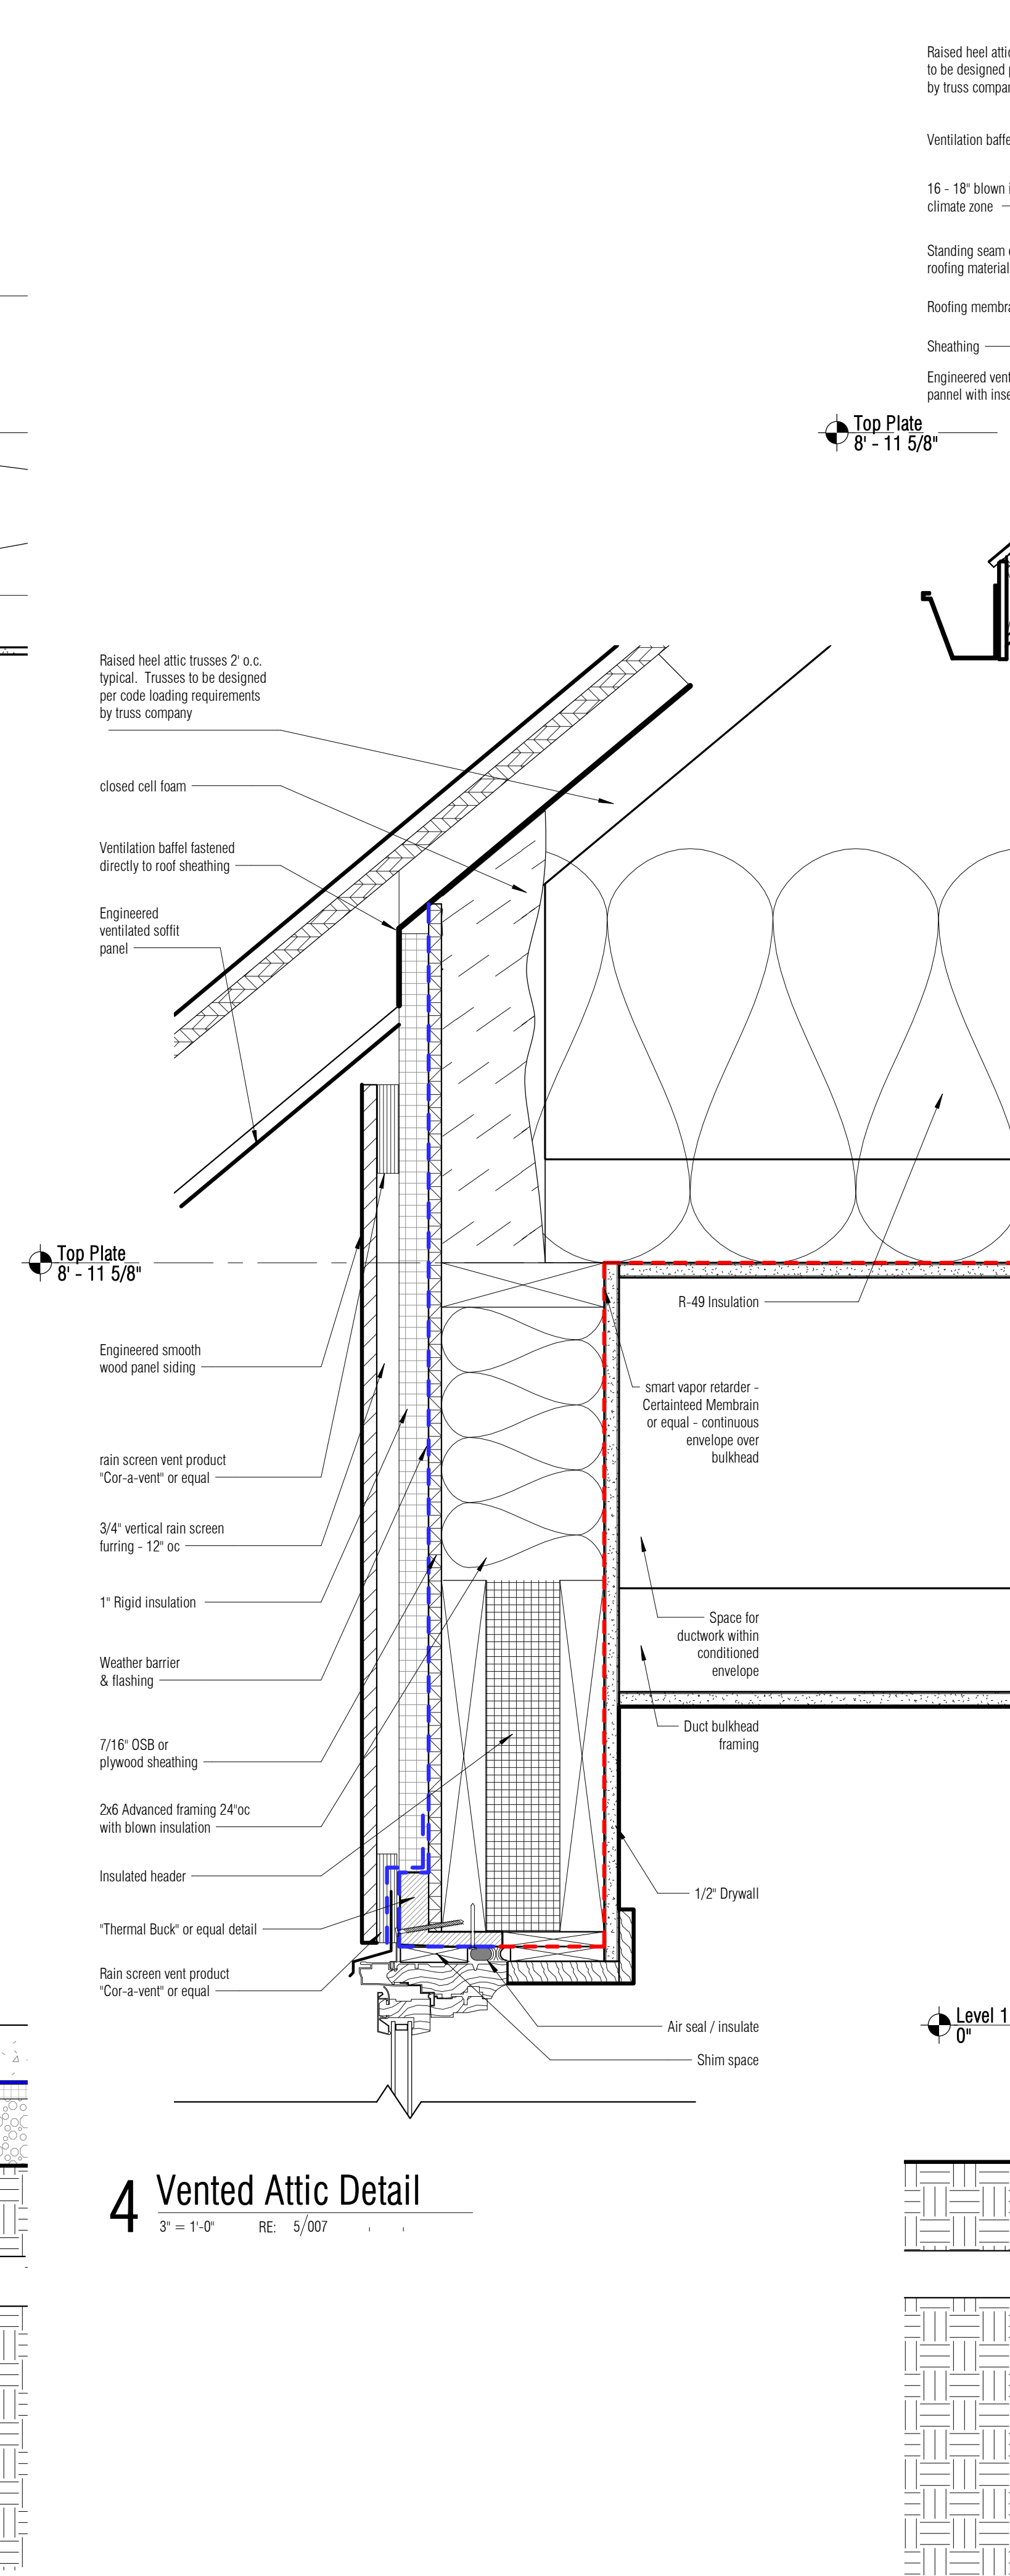 Raised heel attic
to be designed
by truss compan
Ventilation baffe
16 - 18" blown i
climate zone
Standing seam
roofing material
Roofing membra
Sheathing
Engineered vent
pannel with inse
Top Plate
8' - 11 5/8"
Raised heel attic trusses 2' o.c.
typical. Trusses to be designed
per code loading requirements
by truss company
closed cell foam
Ventilation baffel fastened
directly to roof sheathing
Engineered
ventilated soffit
panel
Top Plate
8' - 11 5/8"
R-49 Insulation
Engineered smooth
wood panel siding
smart vapor retarder -
Certainteed Membrain
or equal - continuous
envelope over
bulkhead
rain screen vent product
"Cor-a-vent" or equal
3/4" vertical rain screen
furring - 12" oc
1" Rigid insulation
Space for
ductwork within
conditioned
envelope
Weather barrier
& flashing
Duct bulkhead
framing
7/16" OSB or
plywood sheathing
2x6 Advanced framing 24"oc
with blown insulation
Insulated header
1/2" Drywall
"Thermal Buck" or equal detail
Rain screen vent product
"Cor-a-vent" or equal
Air seal / insulate
Shim space
Level 1
0"
4 Vented Attic Detail
3" = 1'-0" RE: 5/007